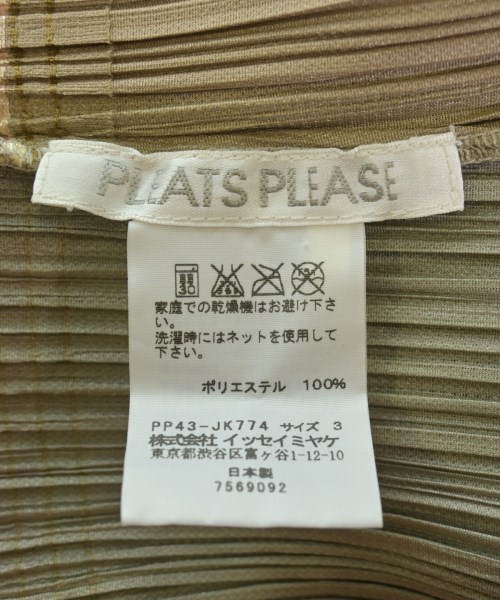 PLEATS PLEASE
家庭での乾燥機はお避け下さ
い。
洗濯時にはネットを使用して
下さい。
ポリエステル 100%
PP43-JK774 サイズ 3
株式会社 イッセイミヤケ
東京都渋谷区富ヶ谷1-12-10
日本製
7569092